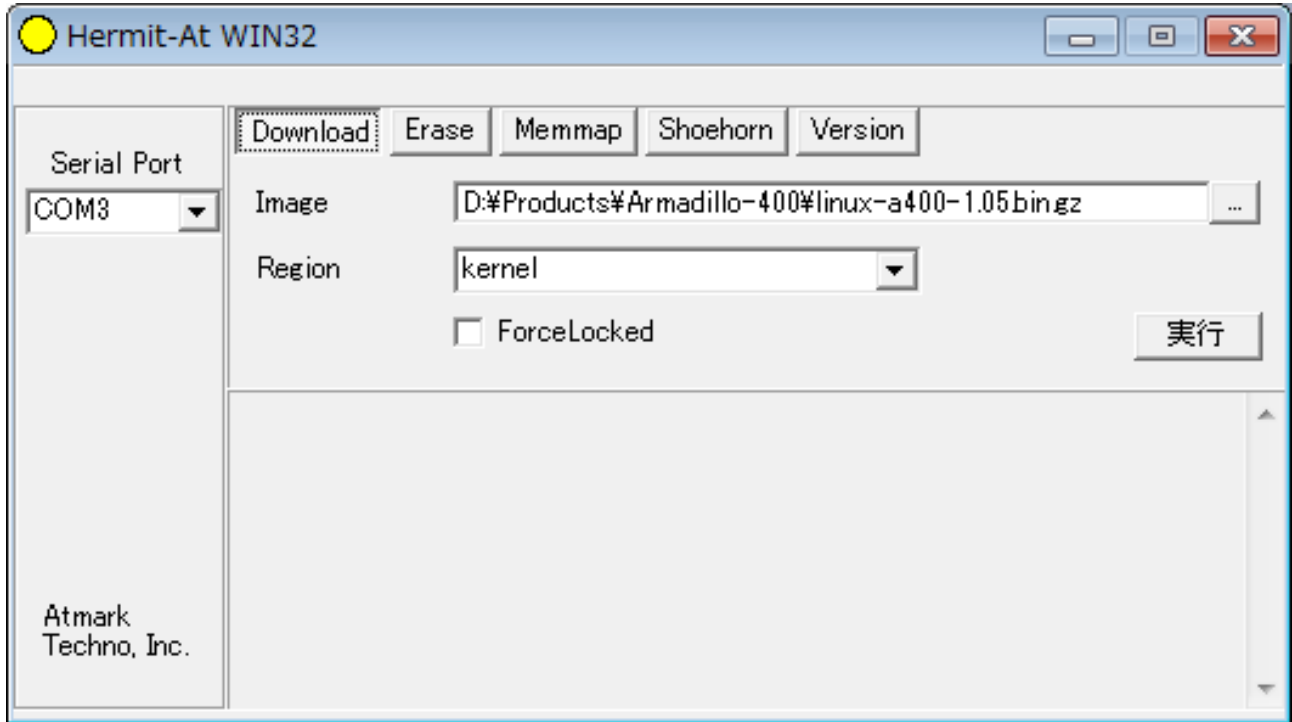 Hermit-At WIN32
Download Erase Memmap Shoehorn Version
Serial Port
COM3
Image D:¥Products¥Armadillo-400¥linux-a400-1.05.bin.gz ...
Region kernel
ForceLocked 実行
Atmark
Techno, Inc.